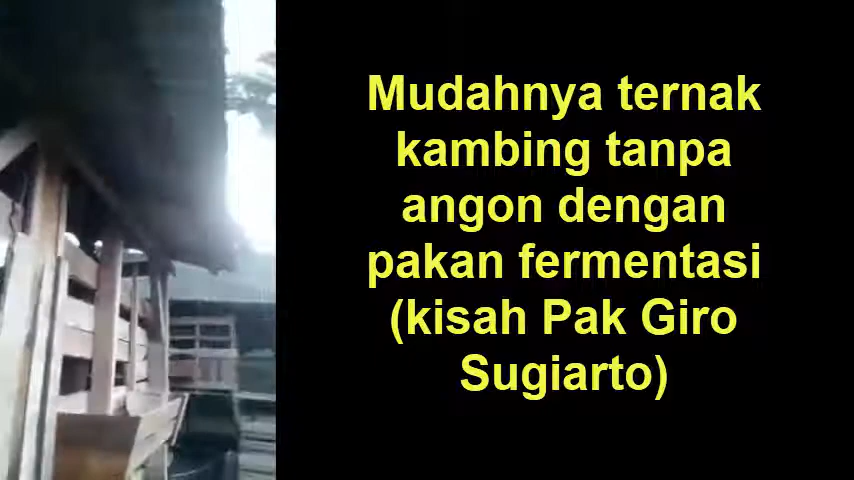 Mudahnya ternak
kambing tanpa
angon dengan
pakan fermentasi
(kisah Pak Giro
Sugiarto)